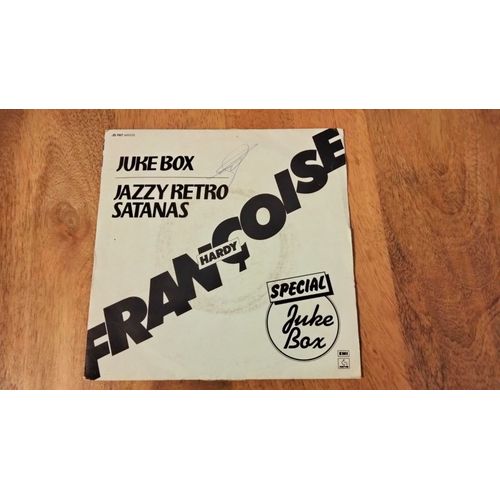 JUKE BOX
JAZZY RETRO
SATANAS
FRANÇOISE
HARDY
SPECIAL
Juke
Box
EMI